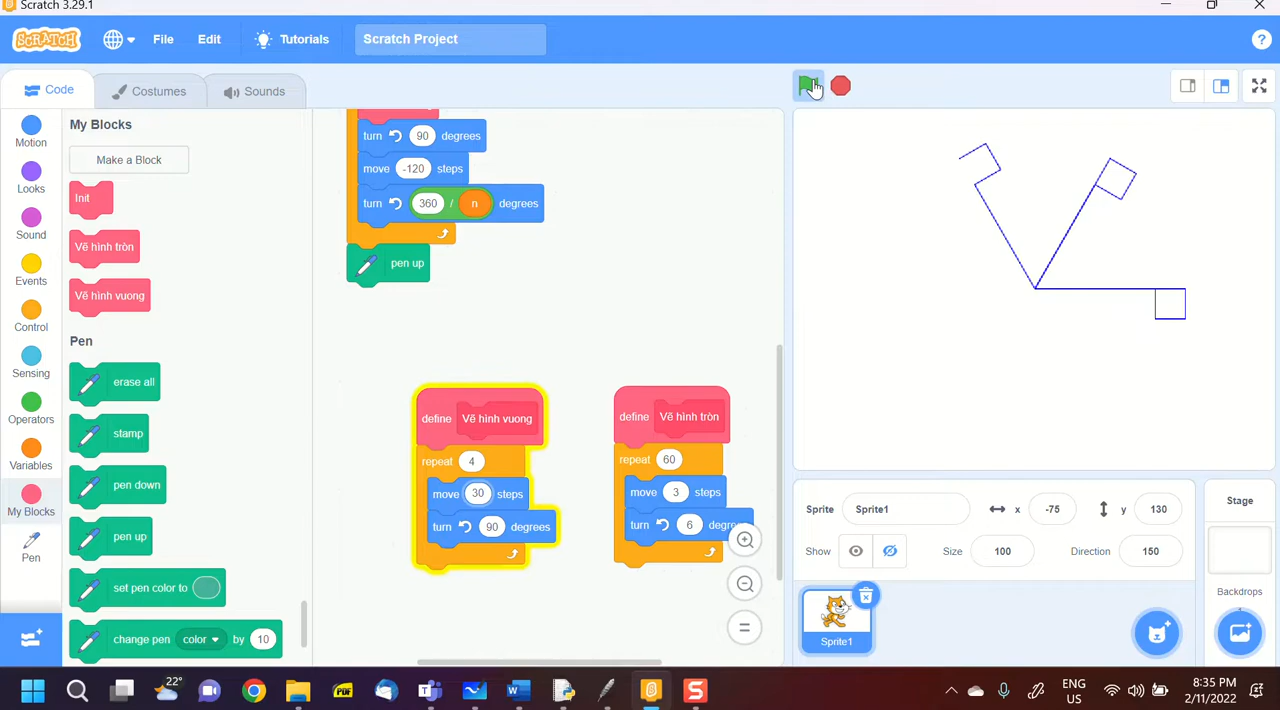 Scratch 3.29.1
SCRATCH
File
Edit
Tutorials
Scratch Project
?
Code
Costumes
Sounds
Motion
Looks
Sound
Events
Control
Sensing
Operators
Variables
My Blocks
Pen
My Blocks
Make a Block
Init
Vẽ hình tròn
Vẽ hình vuong
Pen
erase all
stamp
pen down
pen up
set pen color to
change pen color by 10
turn 90 degrees
move -120 steps
turn 360 / n degrees
pen up
define Vẽ hình vuong
repeat 4
move 30 steps
turn 90 degrees
define Vẽ hình tròn
repeat 60
move 3 steps
turn 6
Sprite Sprite1
x -75
y 130
Show
Size 100
Direction 150
Sprite1
Stage
Backdrops
22°
PDF
ENG
US
8:35 PM
2/11/2022